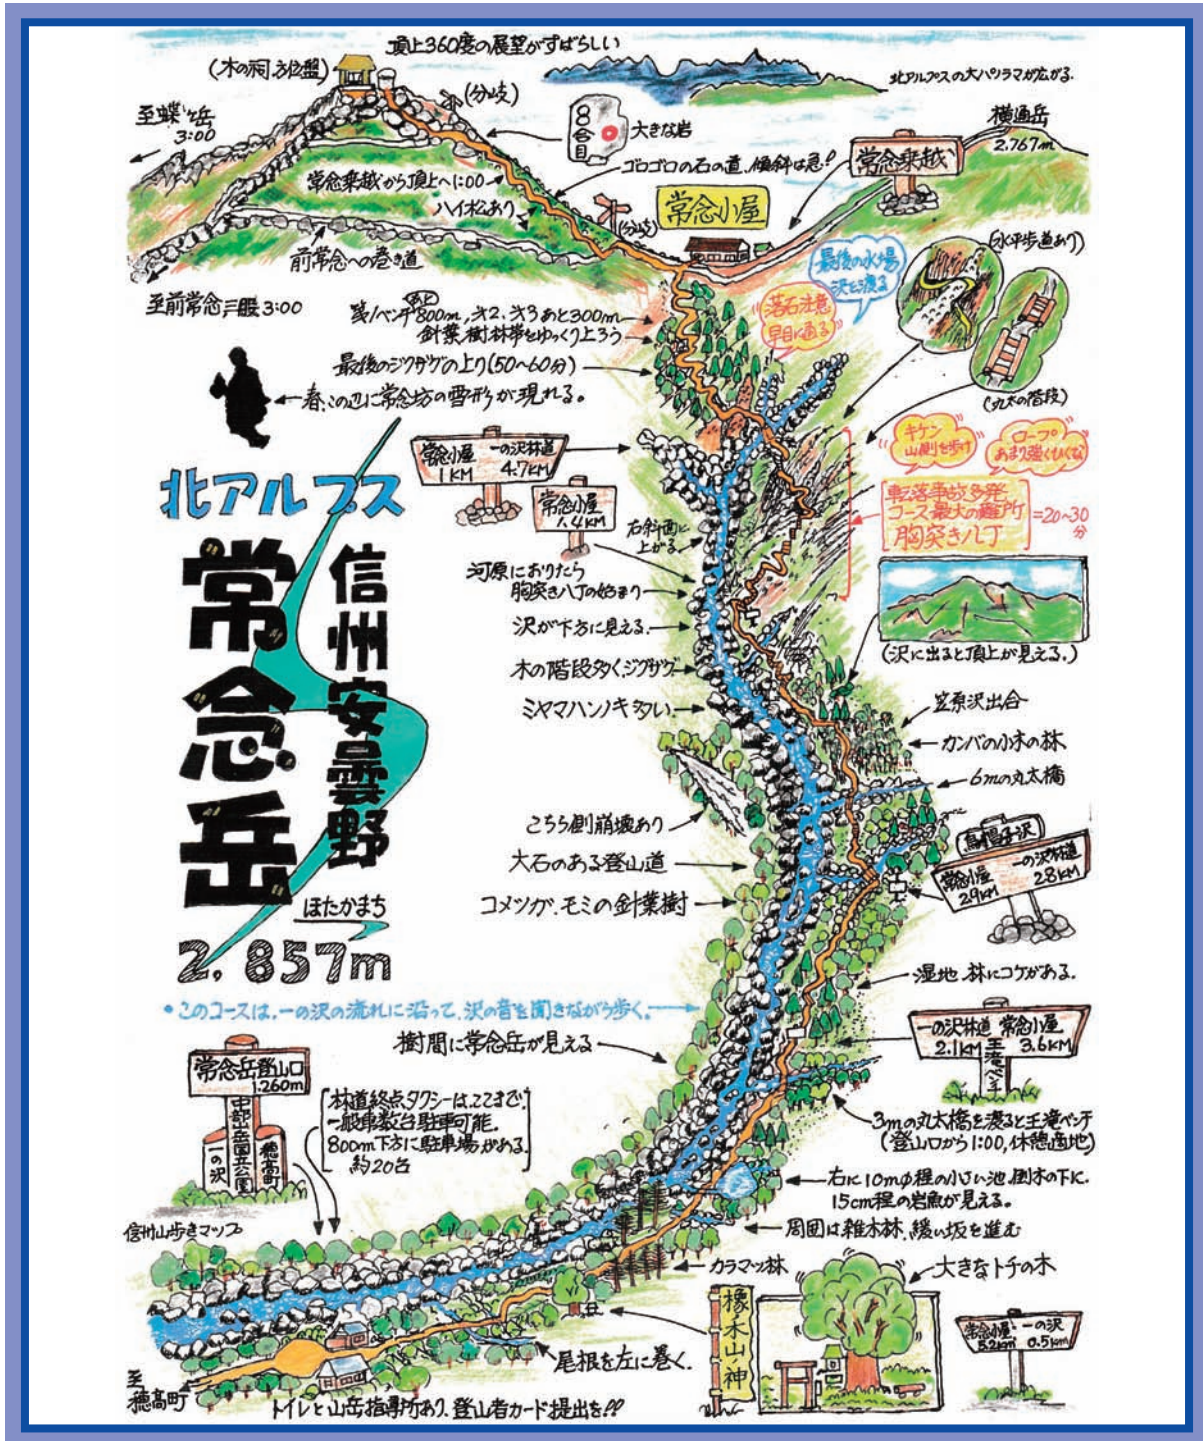 頂上360度の展望がすばらしい
(木の祠、方位盤)
(分岐)
北アルプスの大パノラマが広がる。
至蝶ヶ岳
3:00
8合目
大きな岩
横通岳
2.767m
常念乗越
ゴロゴロの石の道、傾斜は急!
常念乗越から頂上へ1:00
ハイ松あり
常念小屋
(分岐)
前常念への巻き道
(水平歩道あり)
最後の水場
沢を渡る
至前常念三股3:00
落石注意
早目に通る
第1ベンチあと800m,オ2、オ3あと300m
針葉樹林帯をゆっくり上ろう
最後のジグザグの上り(50〜60分)
(丸太の階段)
春、この辺に常念坊の雪形が現れる。
キケン
山側を歩け
ロープ
あまり強くひくな
常念小屋 一の沢林道
1KM 4.7KM
転落事故多発
コース最大の難所
胸突き八丁
=20〜30分
常念小屋
1.4KM
右斜面に
上がる
北アルプス
常念岳
信州安曇野
河原におりたら
胸突き八丁の始まり
沢が下方に見える。
(沢に出ると頂上が見える。)
木の階段多く、ジグザグ
ミヤマハンノキ多い。
笠原沢出合
カンバの小木の林
6mの丸太橋
こちら側崩壊あり
烏帽子沢
大石のある登山道
常念小屋 一の沢林道
2.9KM 2.8KM
コメツガ、モミの針葉樹
ほたかまち
2,857m
湿地、林にコケがある。
・このコースは、一の沢の流れに沿って、沢の音を聞きながら歩く。
一の沢林道 常念小屋
2.1KM 3.6KM
王滝ベンチ
樹間に常念岳が見える
常念岳登山口
1.260m
中部山岳国立公園
一の沢
穂高町
林道終点タクシーは、ここまで。
一般車数台駐車可能。
800m下方に駐車場がある。
約20台
3mの丸太橋を渡ると王滝ベンチ
(登山口から1:00、休憩適地)
右に10mφ程の小さい池、倒木の下に、
15cm程の岩魚が見える。
信州山歩きマップ
周囲は雑木林、緩い坂を進む
カラマツ林
大きなトチの木
橡木山ノ神
常念小屋 一の沢
5.2km 0.5km
尾根を左に巻く。
至
穂高町
トイレと山岳指導所あり、登山者カード提出を!!